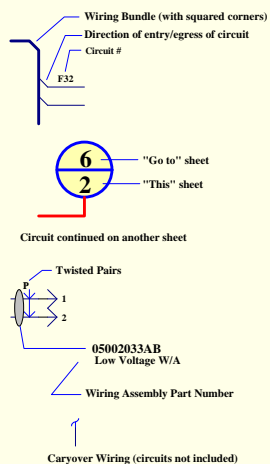 Wiring Bundle (with squared corners)
Direction of entry/egress of circuit
Circuit #
F32
6
"Go to" sheet
2
"This" sheet
Circuit continued on another sheet
Twisted Pairs
P
1
2
05002033AB
Low Voltage W/A
Wiring Assembly Part Number
Caryover Wiring (circuits not included)